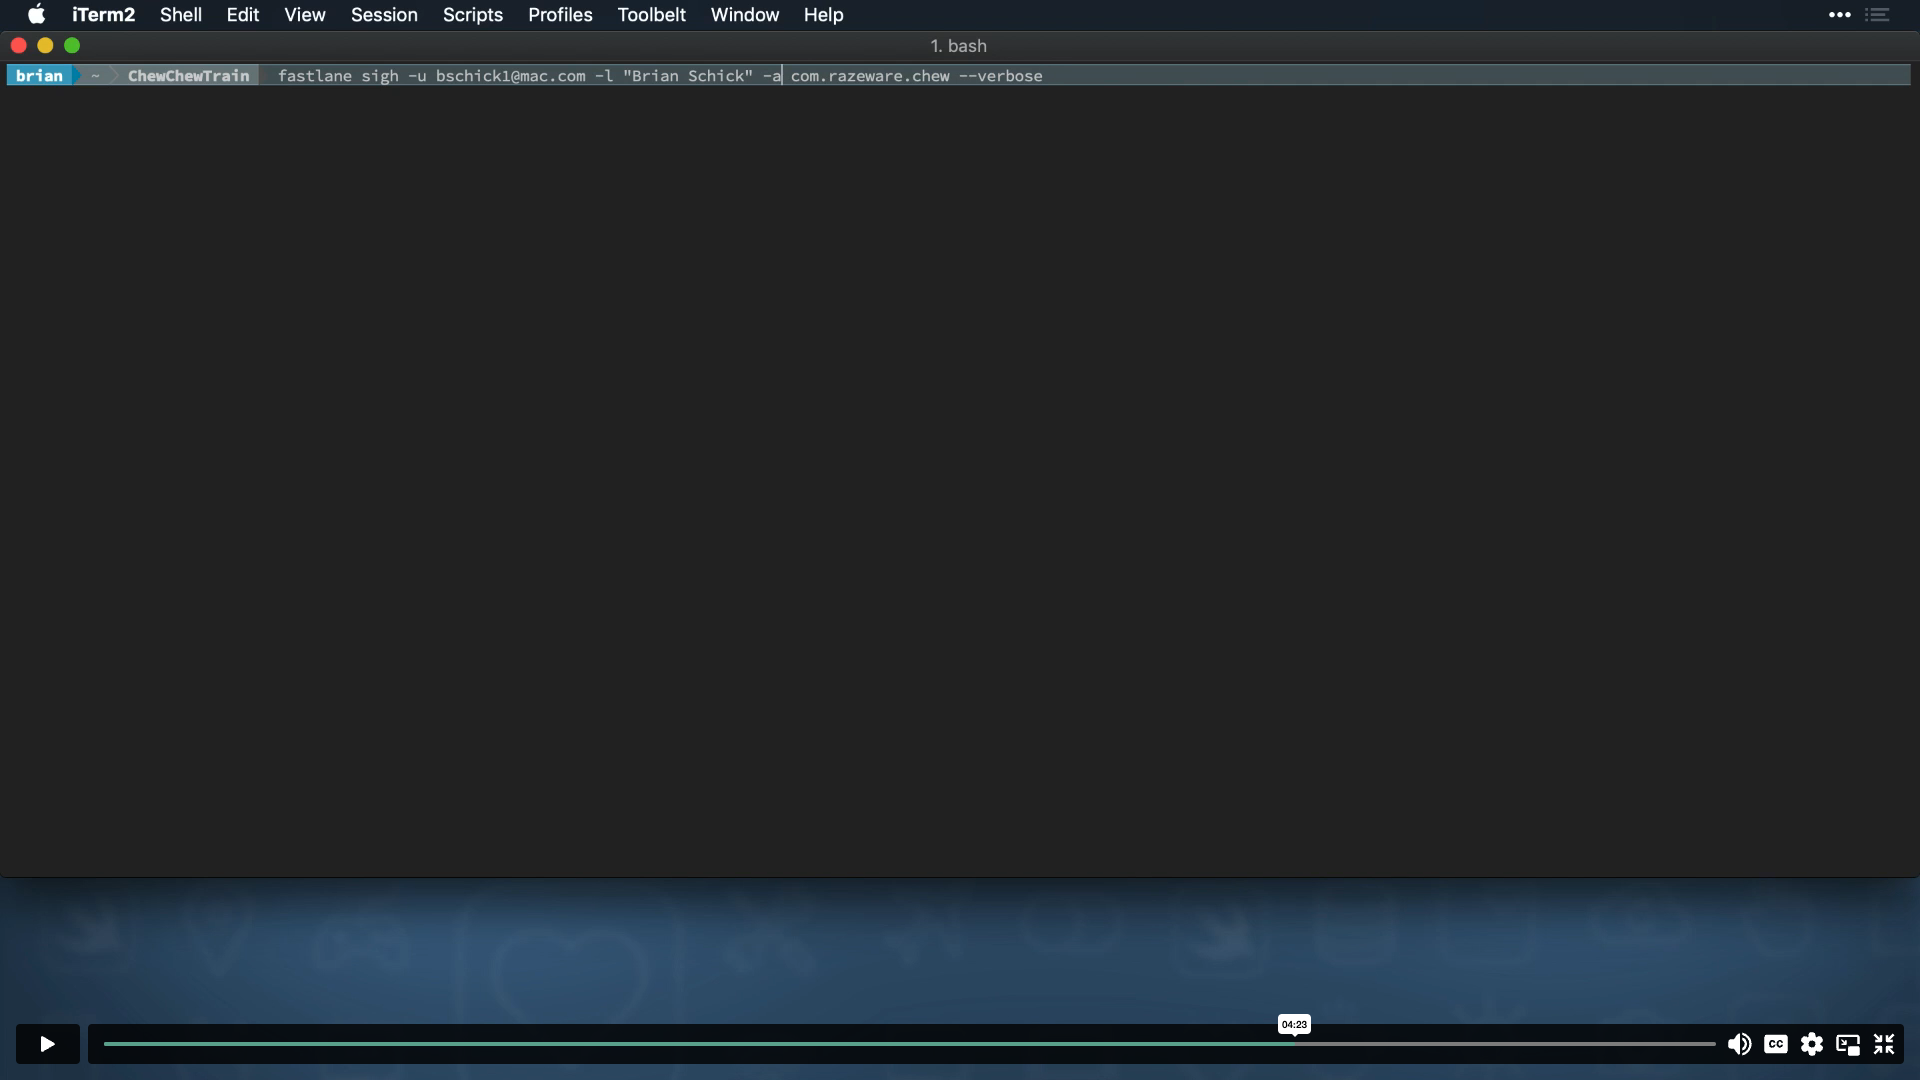 iTerm2 Shell Edit View Session Scripts Profiles Toolbelt Window Help
1. bash
brian ~ ChewChewTrain fastlane sigh -u bschick1@mac.com -l "Brian Schick" -a com.razeware.chew --verbose
04:23
CC